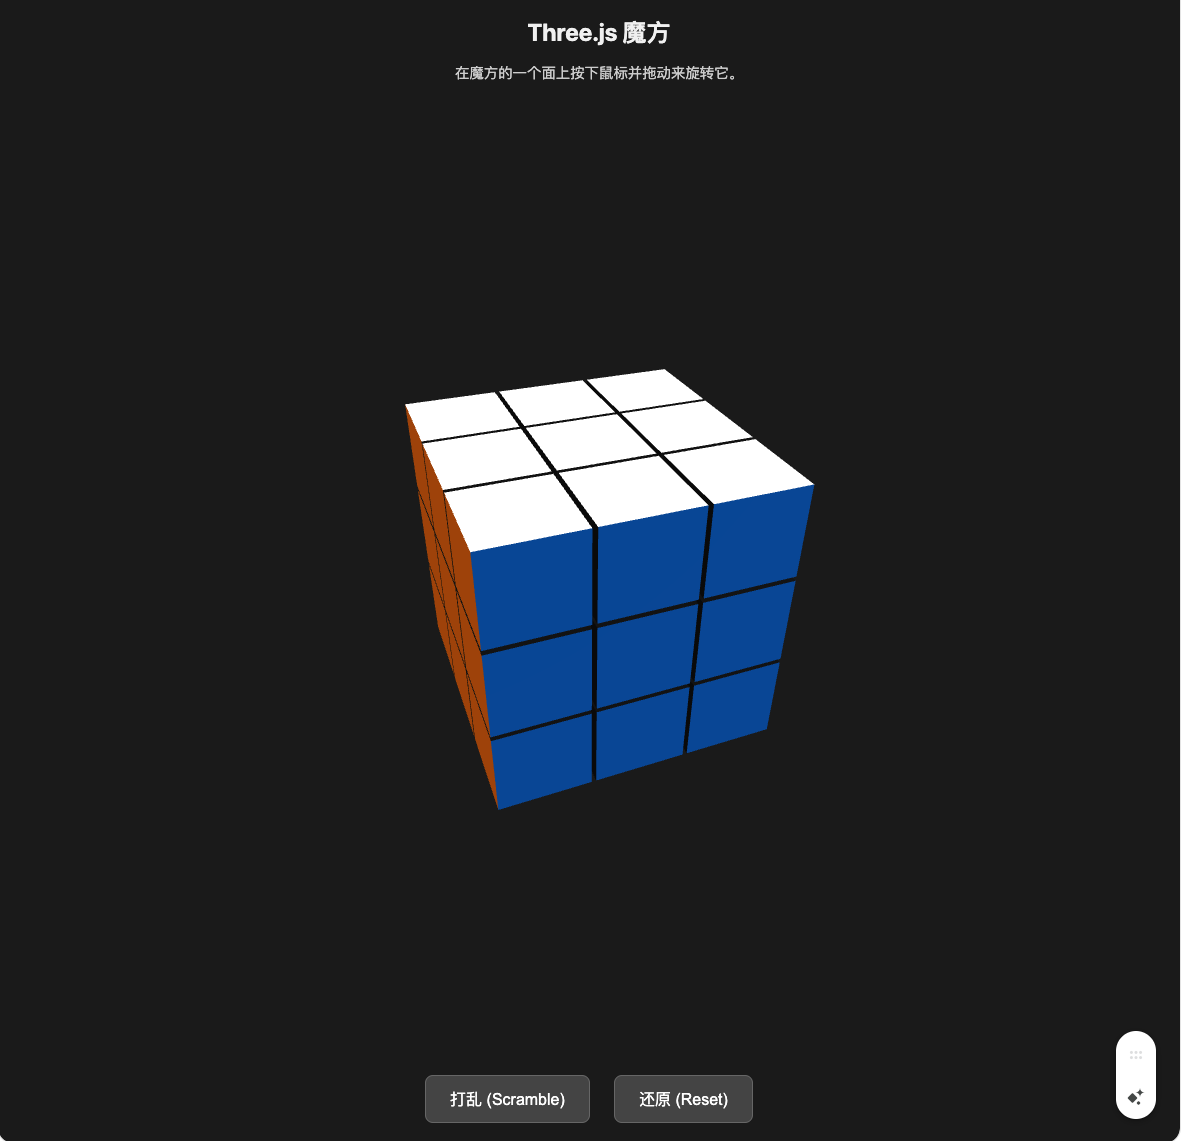 Three.js 魔方
在魔方的一个面上按下鼠标并拖动来旋转它。
打乱 (Scramble)
还原 (Reset)